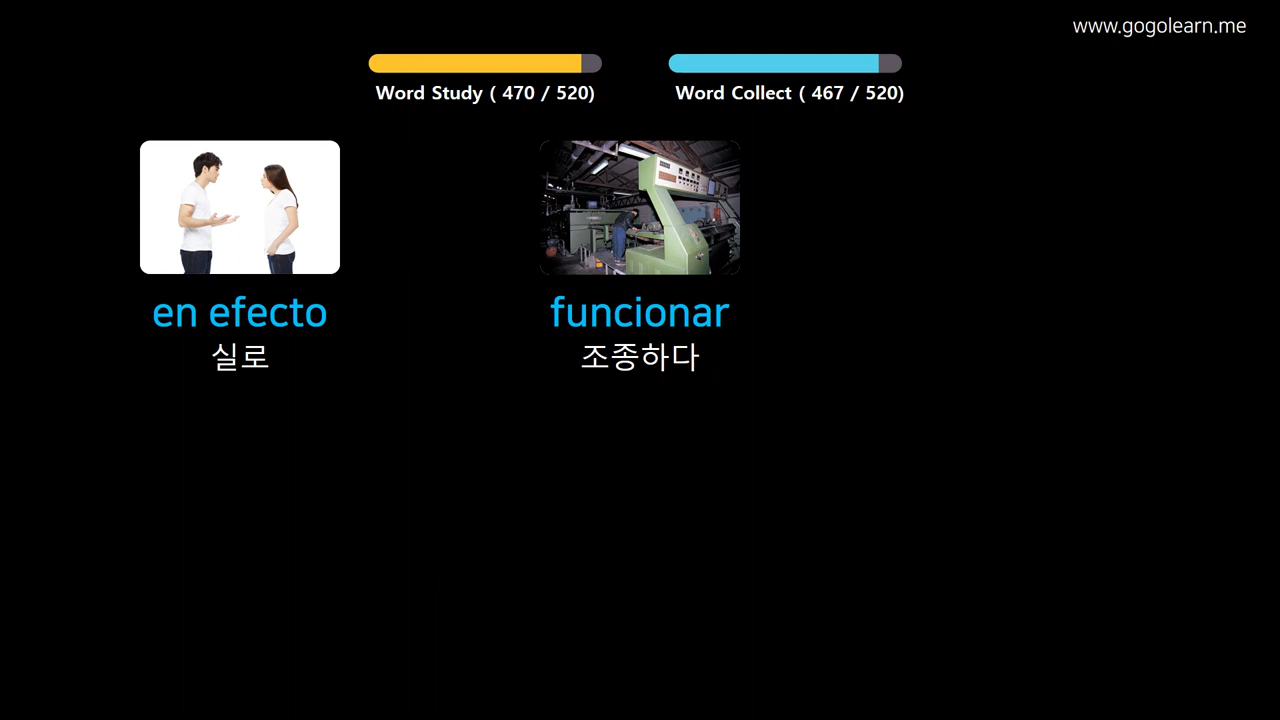 www.gogolearn.me
Word Study ( 470 / 520)
Word Collect ( 467 / 520)
en efecto
실로
funcionar
조종하다